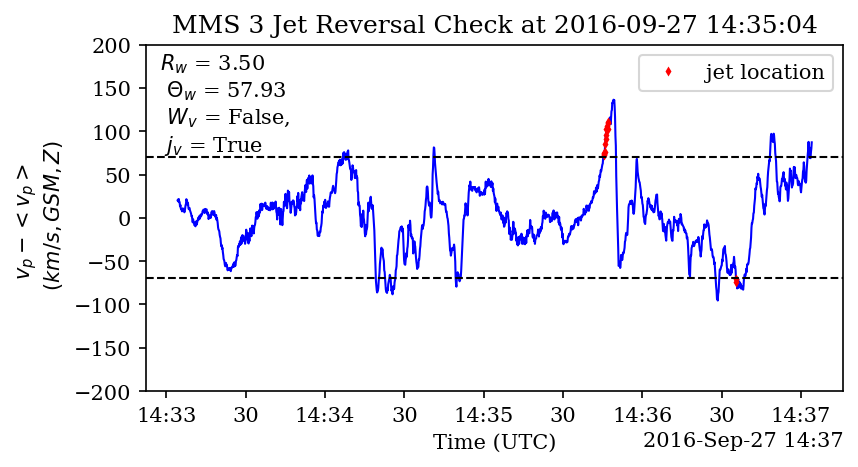 MMS 3 Jet Reversal Check at 2016-09-27 14:35:04
R_w = 3.50
Θ_w = 57.93
W_v = False,
j_v = True
jet location
v_p − < v_p >
(km/s, GSM, Z)
200
150
100
50
0
−50
−100
−150
−200
14:33 30 14:34 30 14:35 30 14:36 30 14:37
Time (UTC)
2016-Sep-27 14:37